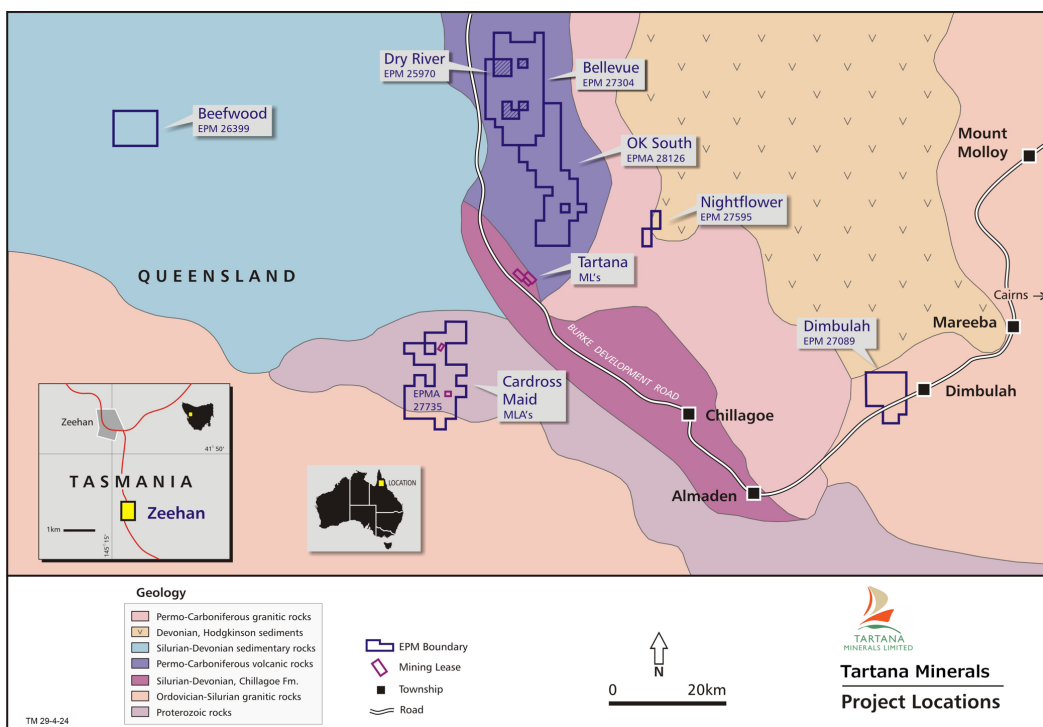 Dry River
EPM 25970
Bellevue
EPM 27304
Beefwood
EPM 26399
OK South
EPMA 28126
Mount
Molloy
Nightflower
EPM 27595
QUEENSLAND
Tartana
ML's
Cairns →
Mareeba
Dimbulah
EPM 27089
BURKE DEVELOPMENT ROAD
EPMA
27735
Cardross
Maid
MLA's
Dimbulah
Chillagoe
Almaden
Zeehan
41° 50'
TASMANIA
Zeehan
1km
145° 15'
LOCATION
Geology
Permo-Carboniferous granitic rocks
Devonian, Hodgkinson sediments
Silurian-Devonian sedimentary rocks
Permo-Carboniferous volcanic rocks
Silurian-Devonian, Chillagoe Fm.
Ordovician-Silurian granitic rocks
Proterozoic rocks
EPM Boundary
Mining Lease
Township
Road
N
0 20km
TARTANA
MINERALS LIMITED
Tartana Minerals
Project Locations
TM 29-4-24